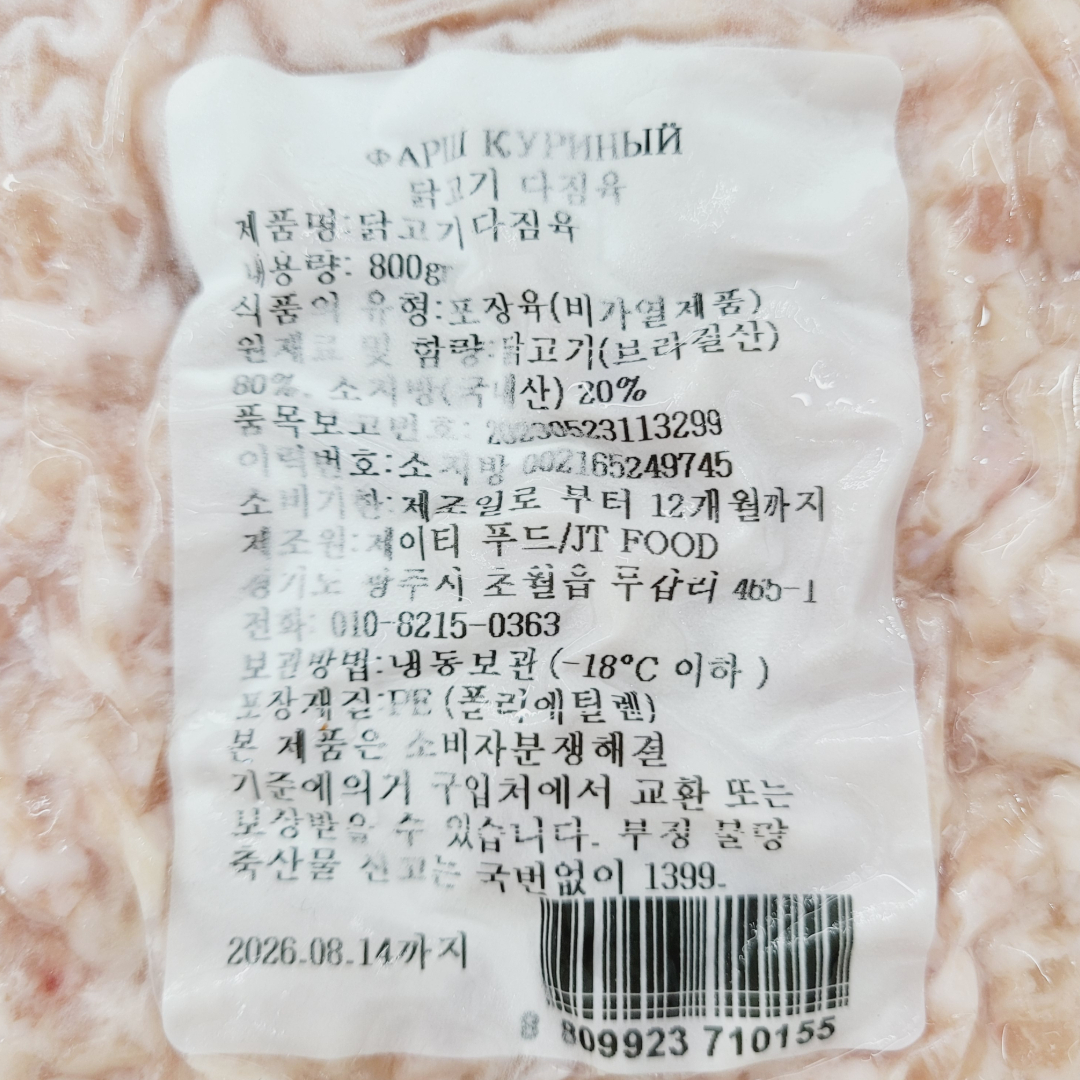 ФАРШ КУРИНЫЙ
닭고기 다짐육
제품명:닭고기다짐육
내용량: 800gr
식품의 유형:포장육(비가열제품)
원재료 및 함량:닭고기(브라질산)
80%, 소지방(국내산) 20%
품목보고번호: 20230523113299
이력번호:소지방 002165249745
소비기한:제조일로 부터 12개월까지
제조원:제이티 푸드/JT FOOD
경기도 광주시 초월읍 무갑리 465-1
전화: 010-8215-0363
보관방법:냉동보관 (-18°C 이하 )
포장재질:PE (폴리에틸렌)
본 제품은 소비자분쟁해결
기준에의거 구입처에서 교환 또는
보상받을 수 있습니다. 부정 불량
축산물 신고는 국번없이 1399.
2026.08.14까지
8 809923 710155